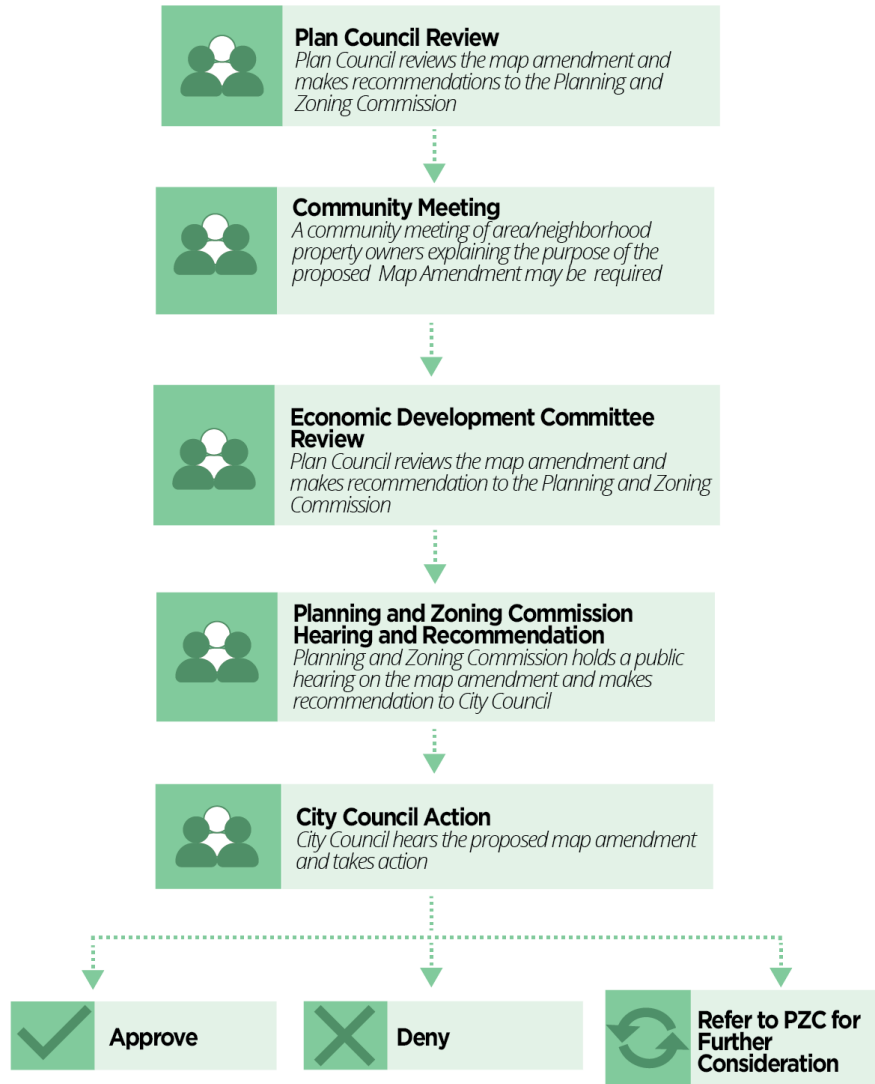 Plan Council Review
Plan Council reviews the map amendment and
makes recommendations to the Planning and
Zoning Commission
Community Meeting
A community meeting of area/neighborhood
property owners explaining the purpose of the
proposed Map Amendment may be required
Economic Development Committee
Review
Plan Council reviews the map amendment and
makes recommendation to the Planning and Zoning
Commission
Planning and Zoning Commission
Hearing and Recommendation
Planning and Zoning Commission holds a public
hearing on the map amendment and makes
recommendation to City Council
City Council Action
City Council hears the proposed map amendment
and takes action
Approve
Deny
Refer to PZC for
Further
Consideration